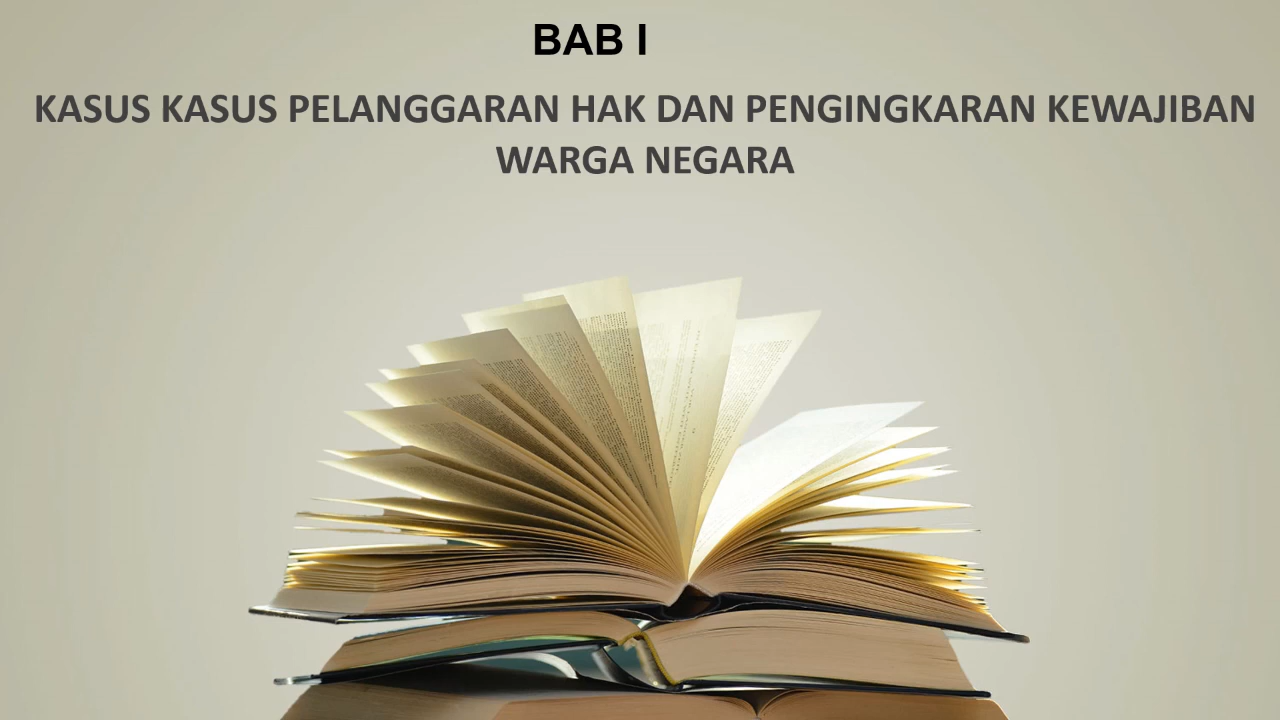 BAB I
KASUS KASUS PELANGGARAN HAK DAN PENGINGKARAN KEWAJIBAN
WARGA NEGARA